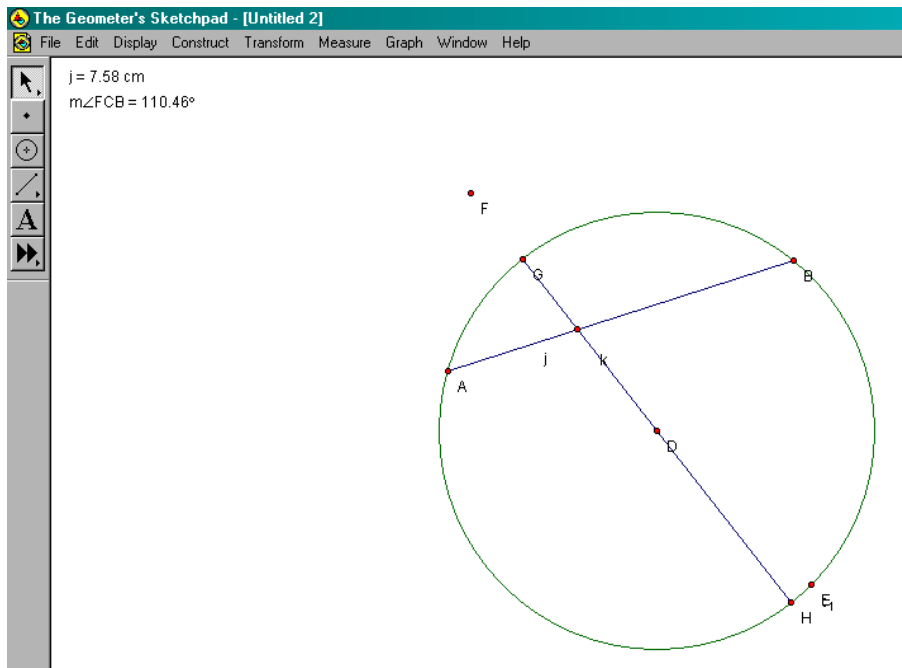 The Geometer's Sketchpad - [Untitled 2]
File Edit Display Construct Transform Measure Graph Window Help
j = 7.58 cm
m∠FCB = 110.46°
A
F
G
B
j
k
A
D
E1
H